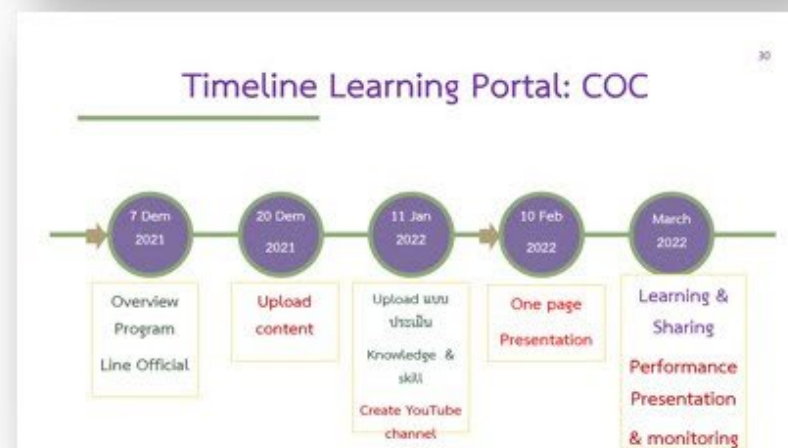 30
Timeline Learning Portal: COC
7 Dem
2021
20 Dem
2021
11 Jan
2022
10 Feb
2022
March
2022
Overview
Program
Line Official
Upload
content
Upload แบบ
ประเมิน
Knowledge &
skill
Create YouTube
channel
One page
Presentation
Learning &
Sharing
Performance
Presentation
& monitoring